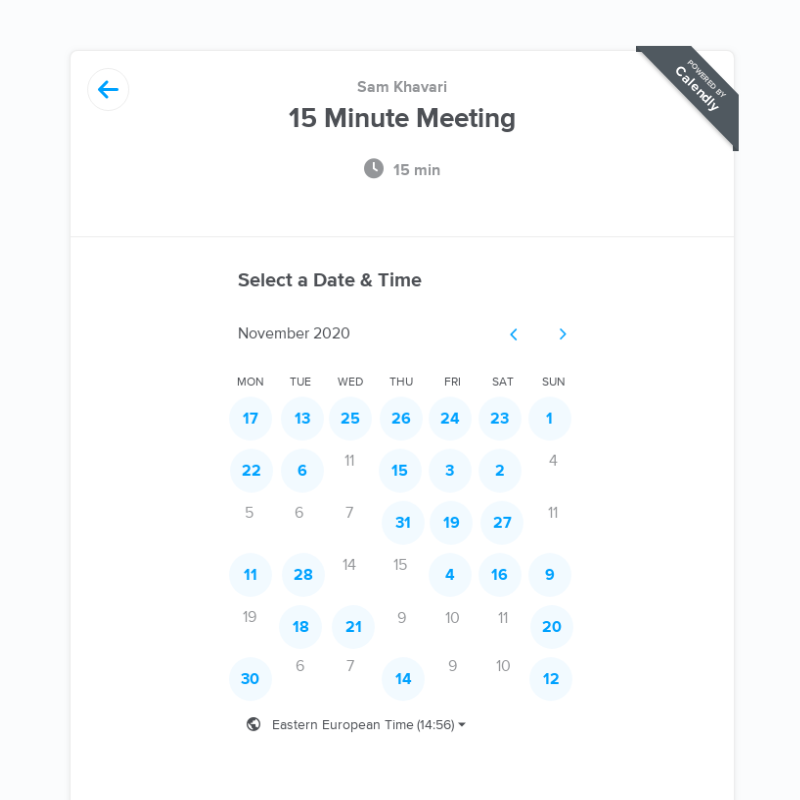 Sam Khavari
POWERED BY
Calendly
15 Minute Meeting
15 min
Select a Date & Time
November 2020
MON TUE WED THU FRI SAT SUN
17 13 25 26 24 23 1
22 6 11 15 3 2 4
5 6 7 31 19 27 11
11 28 14 15 4 16 9
19 18 21 9 10 11 20
30 6 7 14 9 10 12
Eastern European Time (14:56)